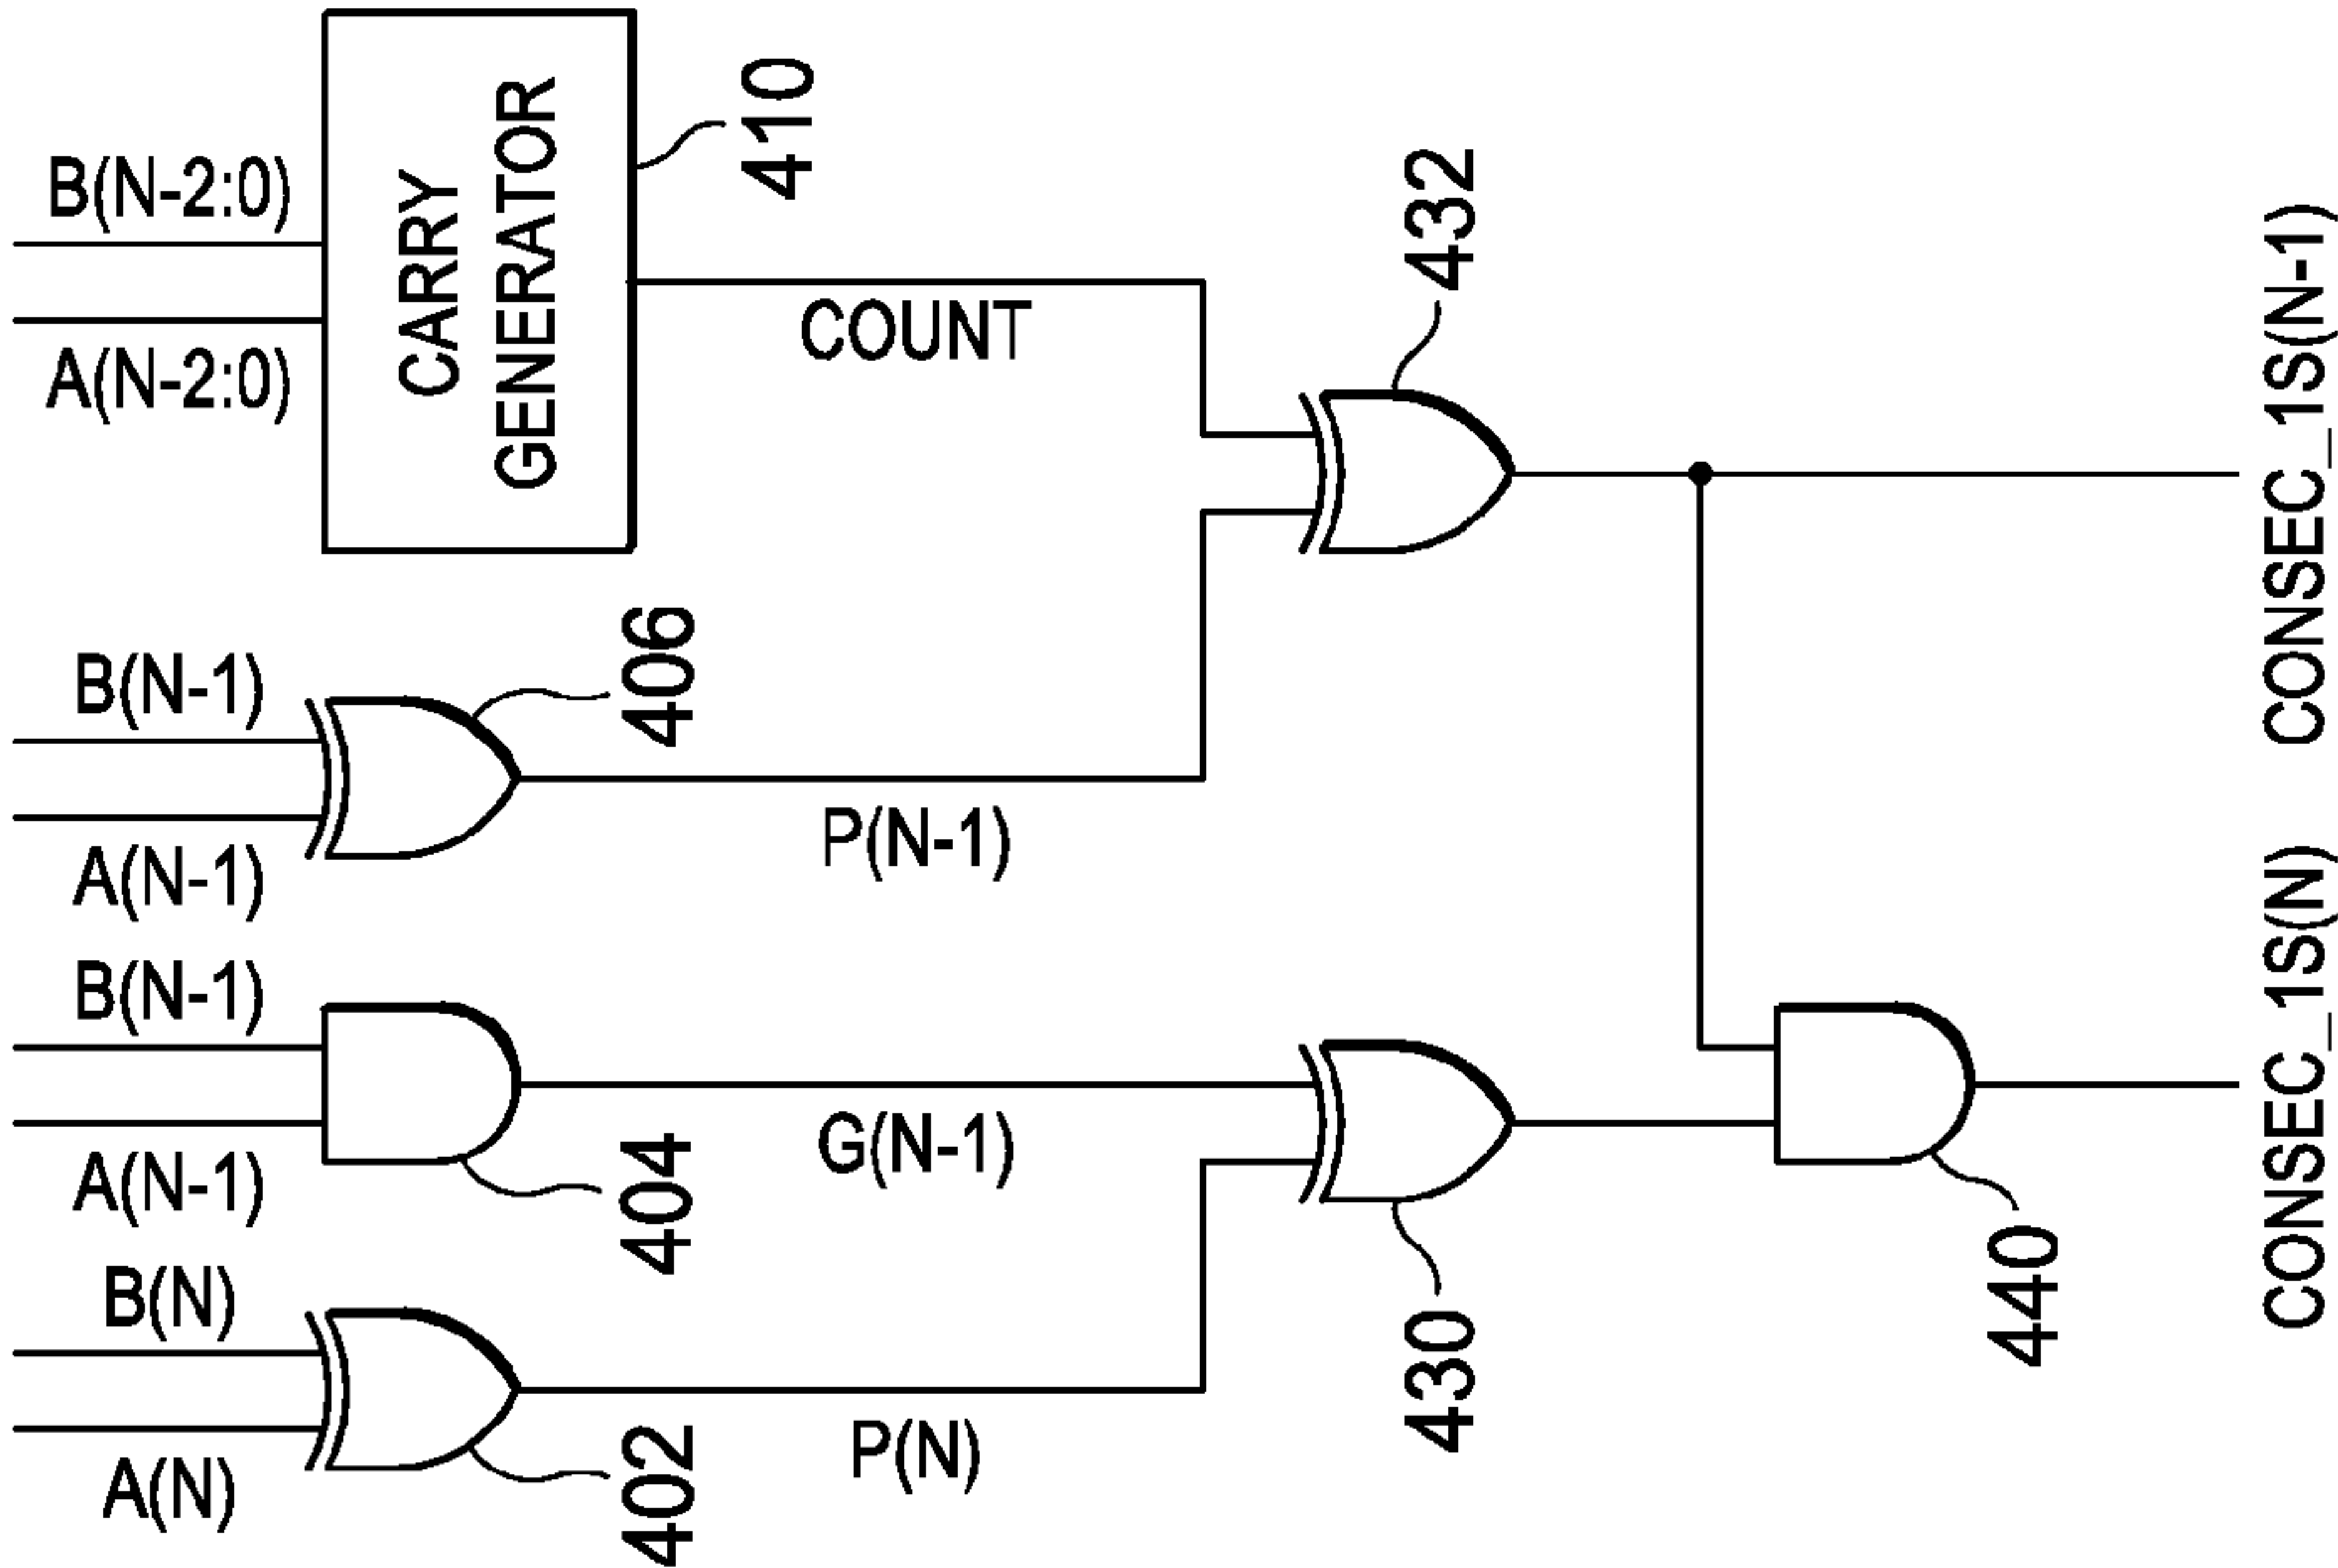 A(N)
B(N)
A(N-1)
B(N-1)
A(N-1)
B(N-1)
A(N-2:0)
B(N-2:0)
CARRY
GENERATOR
402
404
406
410
P(N)
G(N-1)
P(N-1)
COUNT
430
432
440
CONSEC_1S(N)
CONSEC_1S(N-1)